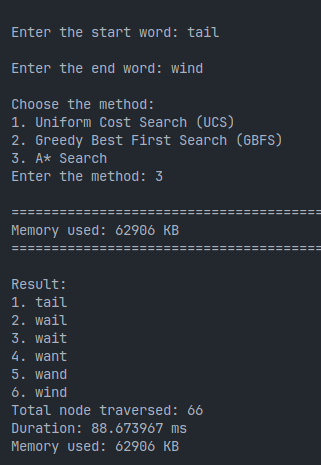 Enter the start word: tail
Enter the end word: wind
Choose the method:
1. Uniform Cost Search (UCS)
2. Greedy Best First Search (GBFS)
3. A* Search
Enter the method: 3
=======================================
Memory used: 62906 KB
=======================================
Result:
1. tail
2. wail
3. wait
4. want
5. wand
6. wind
Total node traversed: 66
Duration: 88.673967 ms
Memory used: 62906 KB